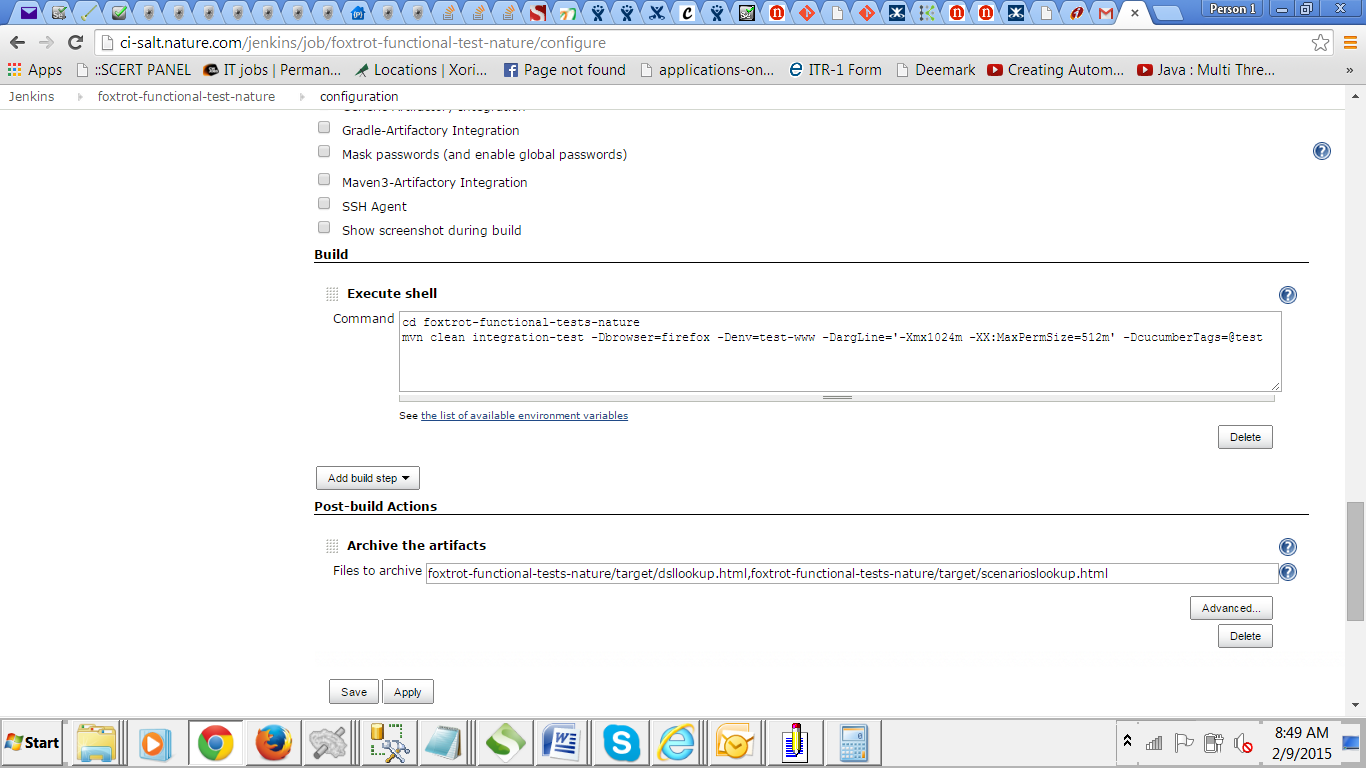 Person 1
ci-salt.nature.com/jenkins/job/foxtrot-functional-test-nature/configure
Apps ::SCERT PANEL IT jobs | Perman... Locations | Xori... Page not found applications-on... ITR-1 Form Deemark Creating Autom... Java : Multi Thre... »
Jenkins foxtrot-functional-test-nature configuration
Gradle-Artifactory Integration
Mask passwords (and enable global passwords)
Maven3-Artifactory Integration
SSH Agent
Show screenshot during build
Build
Execute shell
Command
cd foxtrot-functional-tests-nature
mvn clean integration-test -Dbrowser=firefox -Denv=test-www -DargLine='-Xmx1024m -XX:MaxPermSize=512m' -DcucumberTags=@test
See the list of available environment variables
Delete
Add build step
Post-build Actions
Archive the artifacts
Files to archive foxtrot-functional-tests-nature/target/dsllookup.html,foxtrot-functional-tests-nature/target/scenarioslookup.html
Advanced...
Delete
Save Apply
Start
8:49 AM
2/9/2015